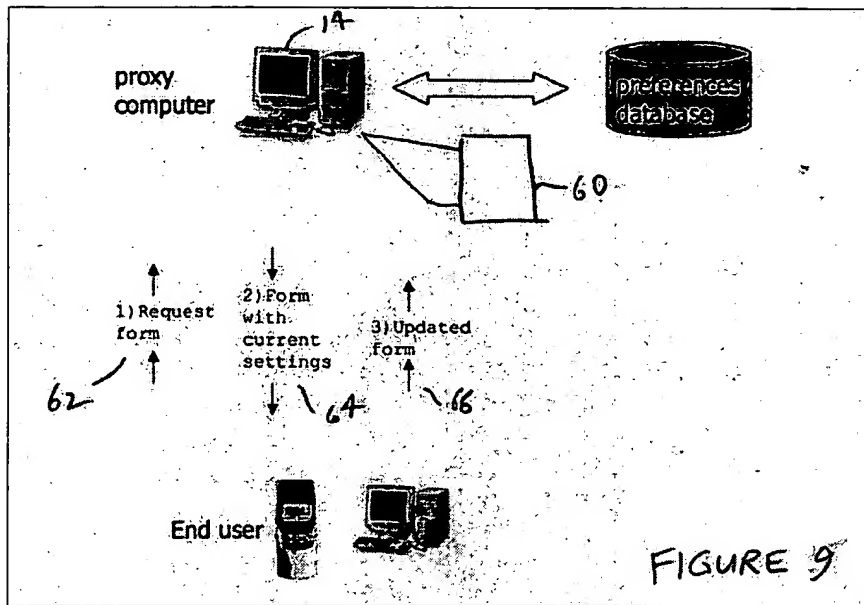 14
proxy
computer
preferences
database
60
1) Request
form
2) Form
with
current
settings
3) Updated
form
62
64
66
End user
FIGURE 9